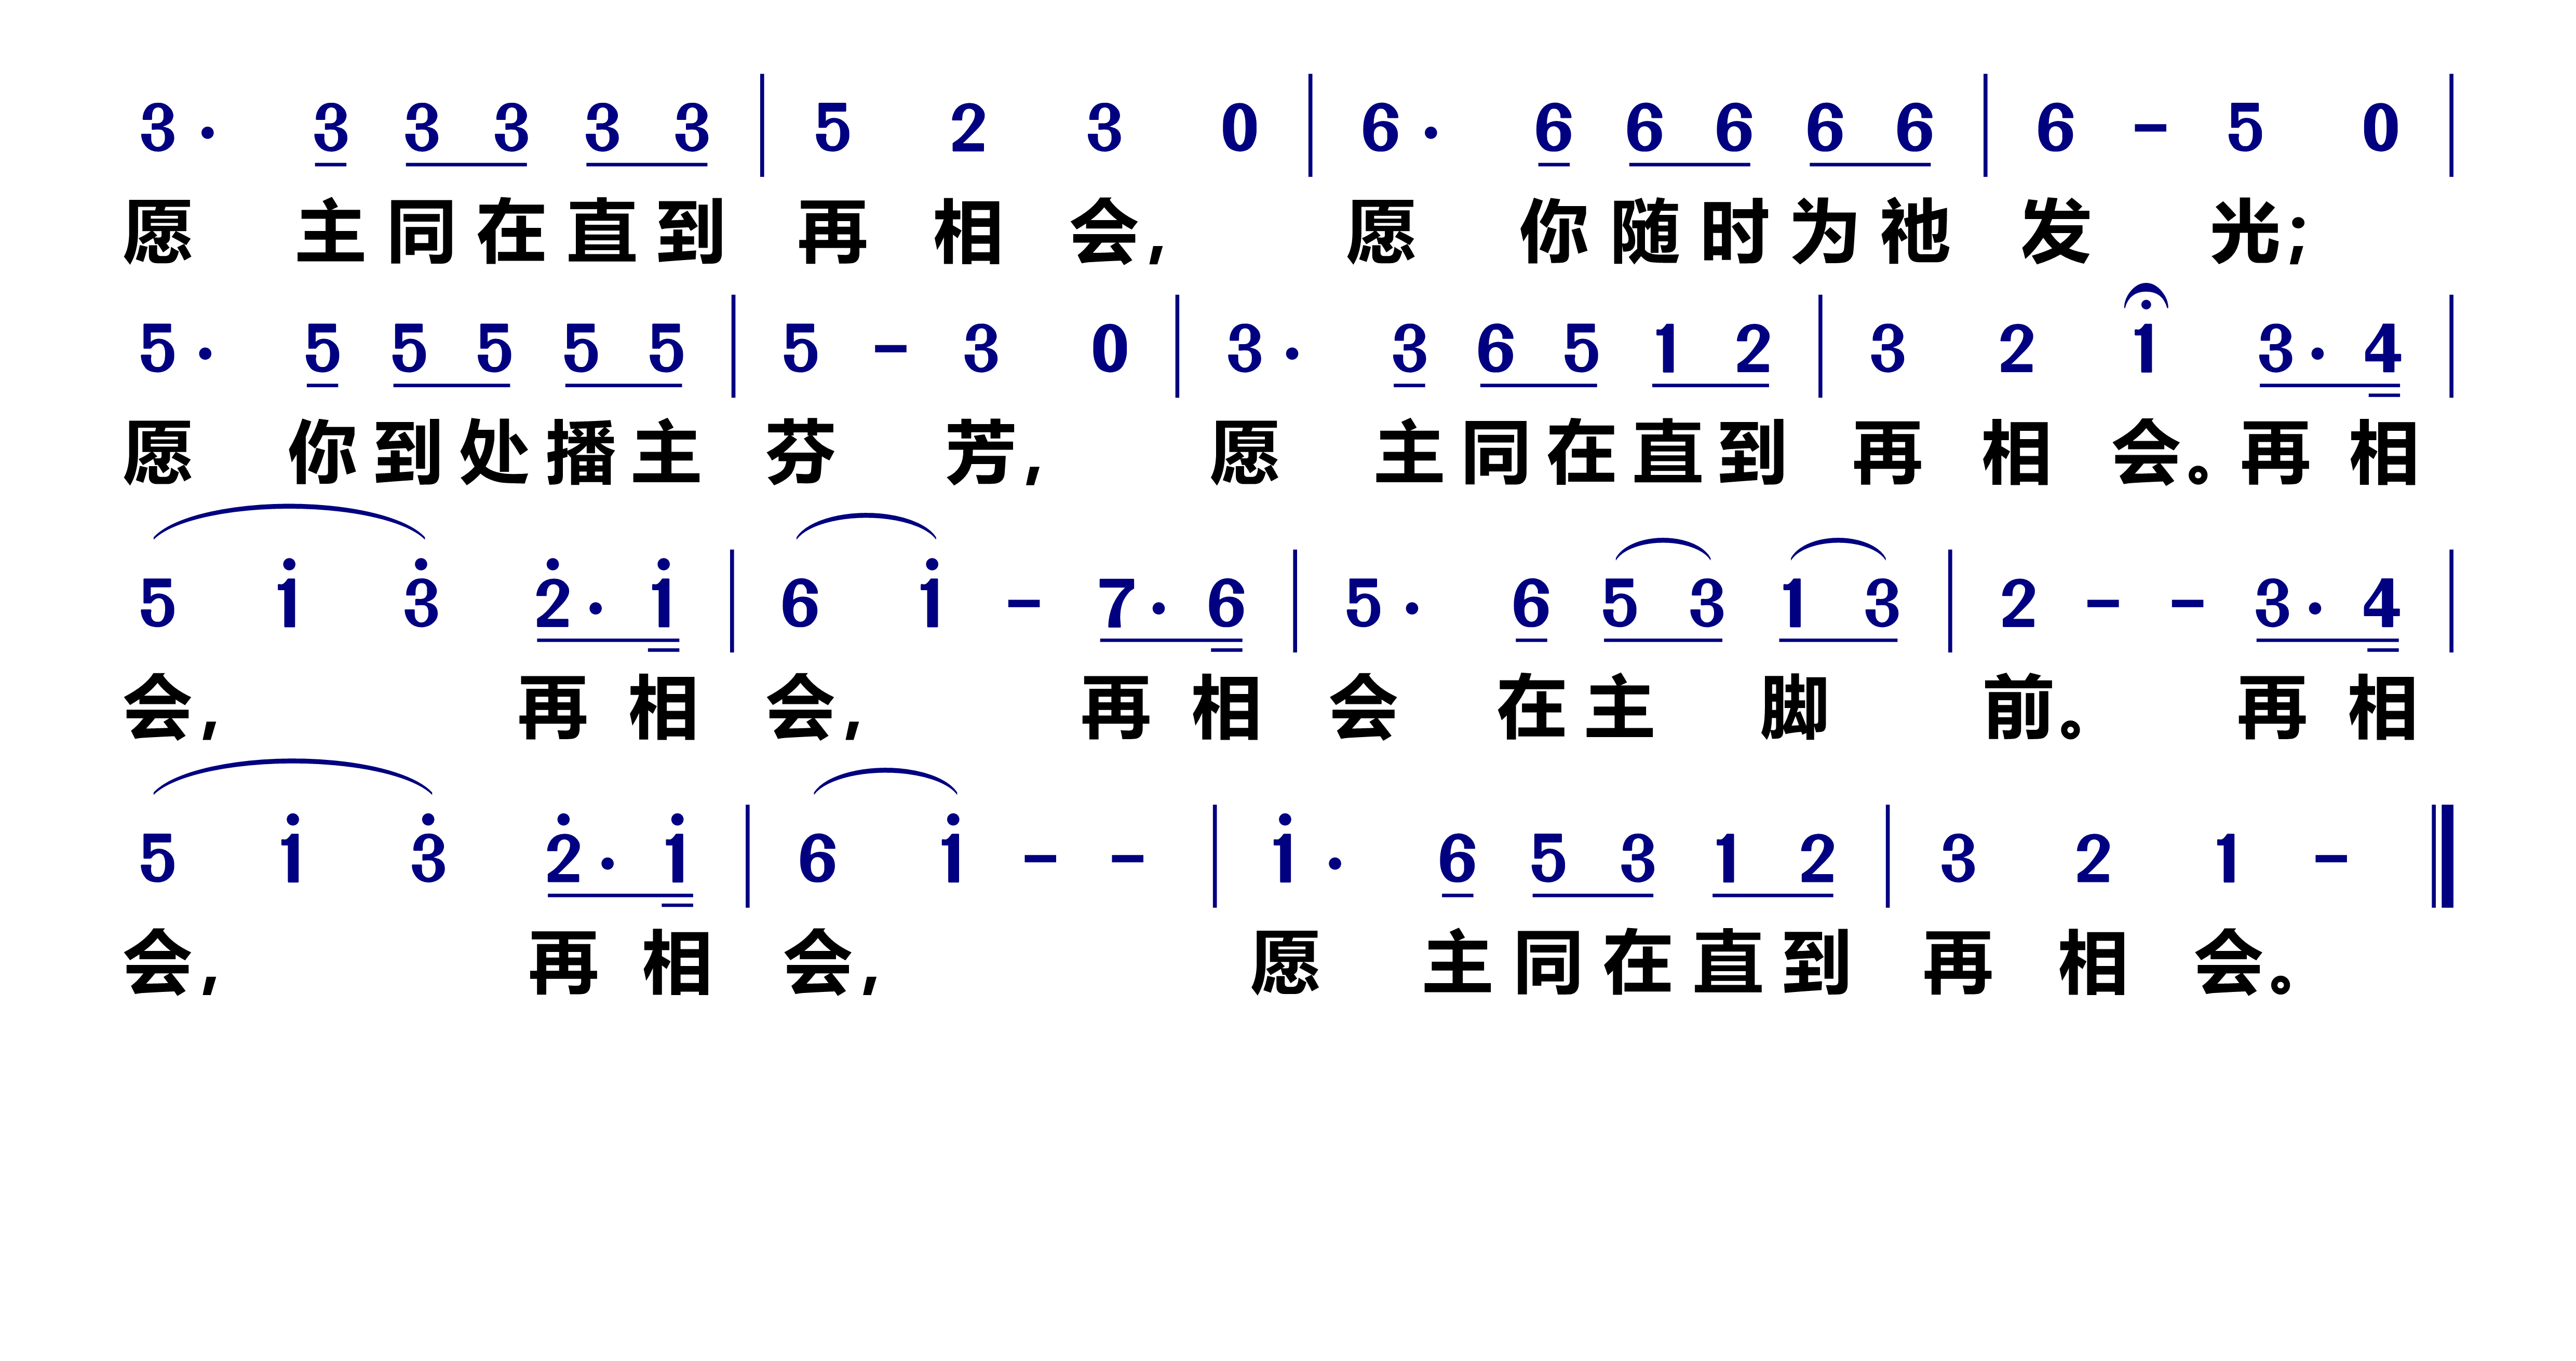 3· 3 3 3 3 3 | 5 2 3 0 | 6· 6 6 6 6 6 | 6 - 5 0 |
愿 主同在直到 再 相 会, 愿 你随时为祂 发 光;
5· 5 5 5 5 5 | 5 - 3 0 | 3· 3 6 5 1 2 | 3 2 1 3· 4 |
愿 你到处播主 芬 芳, 愿 主同在直到 再 相 会。再 相
5 1̇ 3̇ 2̇· 1̇ | 6 1̇ - 7· 6 | 5· 6 5 3 1 3 | 2 - - 3· 4 |
会, 再 相 会, 再 相 会 在主 脚 前。 再 相
5 1̇ 3̇ 2̇· 1̇ | 6 1̇ - - | 1̇· 6 5 3 1 2 | 3 2 1 - ‖
会, 再 相 会, 愿 主同在直到 再 相 会。